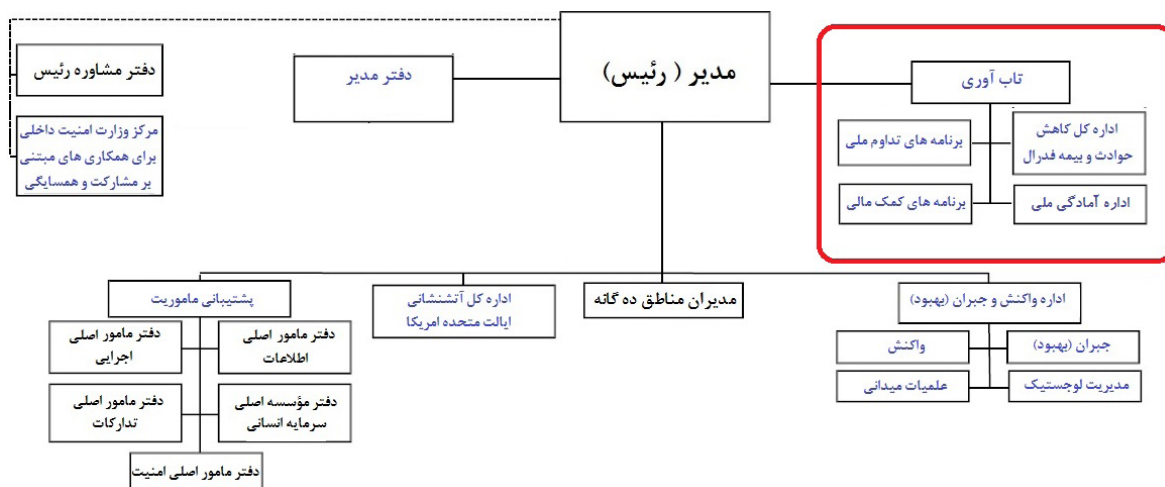 مدیر ( رئیس)
دفتر مدیر
دفتر مشاوره رئیس
مرکز وزارت امنیت داخلی
برای همکاری های مبتنی
بر مشارکت و همسایگی
تاب آوری
اداره کل کاهش
حوادث و بیمه فدرال
برنامه های تداوم ملی
اداره آمادگی ملی
برنامه های کمک مالی
اداره واکنش و جبران (بهبود)
جبران (بهبود)
واکنش
مدیریت لوجستیک
علمیات میدانی
مدیران مناطق ده گانه
اداره کل آتشنشانی
ایالت متحده امریکا
پشتیبانی ماموریت
دفتر مامور اصلی
اطلاعات
دفتر مامور اصلی
اجرایی
دفتر مؤسسه اصلی
سرمایه انسانی
دفتر مامور اصلی
تدارکات
دفتر مامور اصلی امنیت